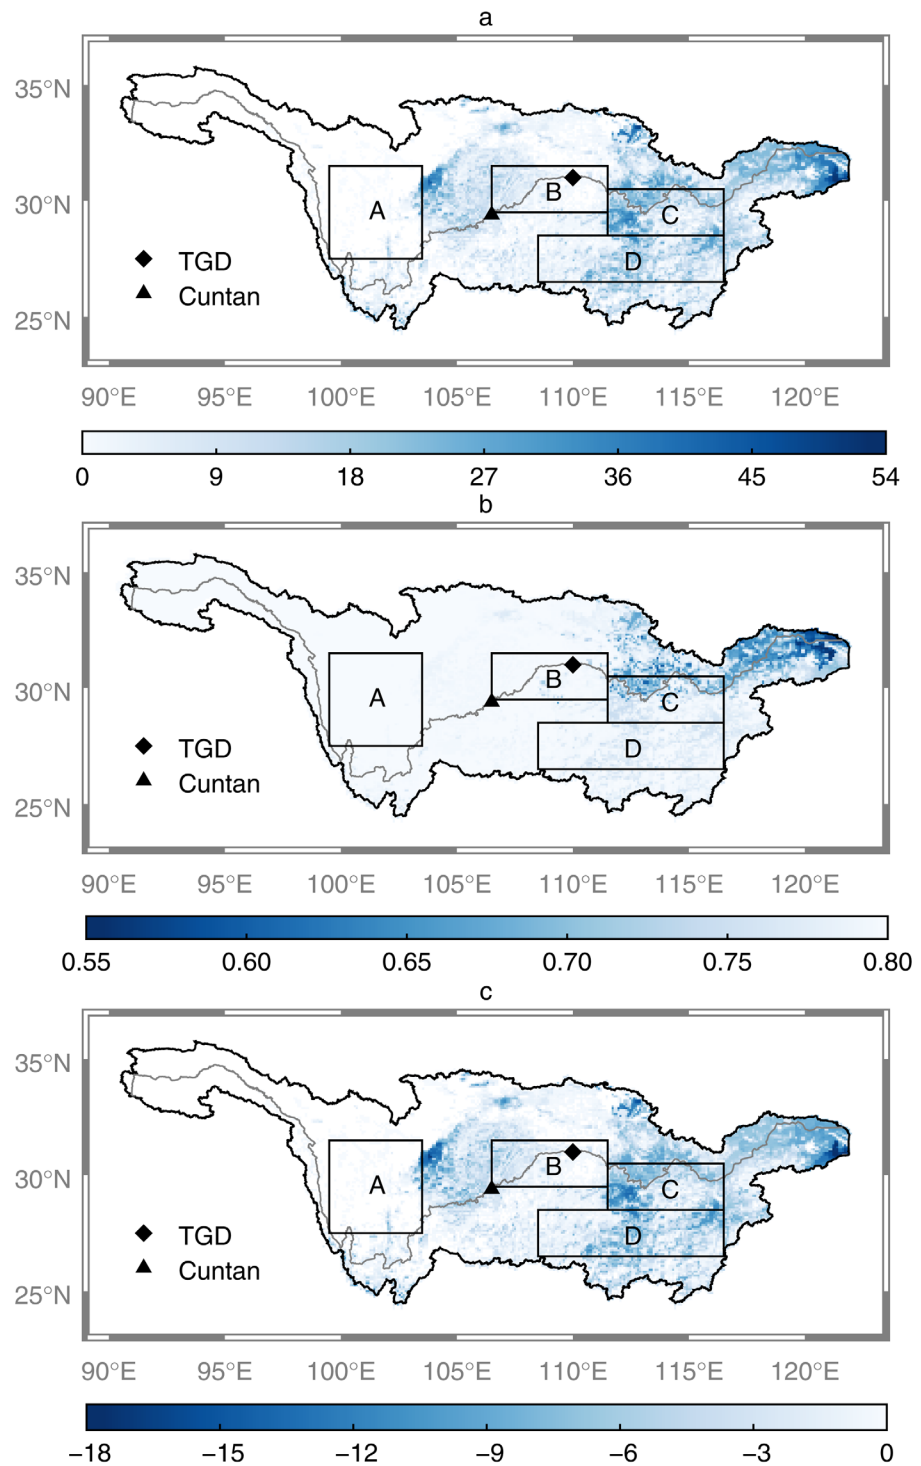 a
35°N
30°N
25°N
A
B
C
D
TGD
Cuntan
90°E 95°E 100°E 105°E 110°E 115°E 120°E
0 9 18 27 36 45 54
b
35°N
30°N
25°N
A
B
C
D
TGD
Cuntan
90°E 95°E 100°E 105°E 110°E 115°E 120°E
0.55 0.60 0.65 0.70 0.75 0.80
c
35°N
30°N
25°N
A
B
C
D
TGD
Cuntan
90°E 95°E 100°E 105°E 110°E 115°E 120°E
−18 −15 −12 −9 −6 −3 0